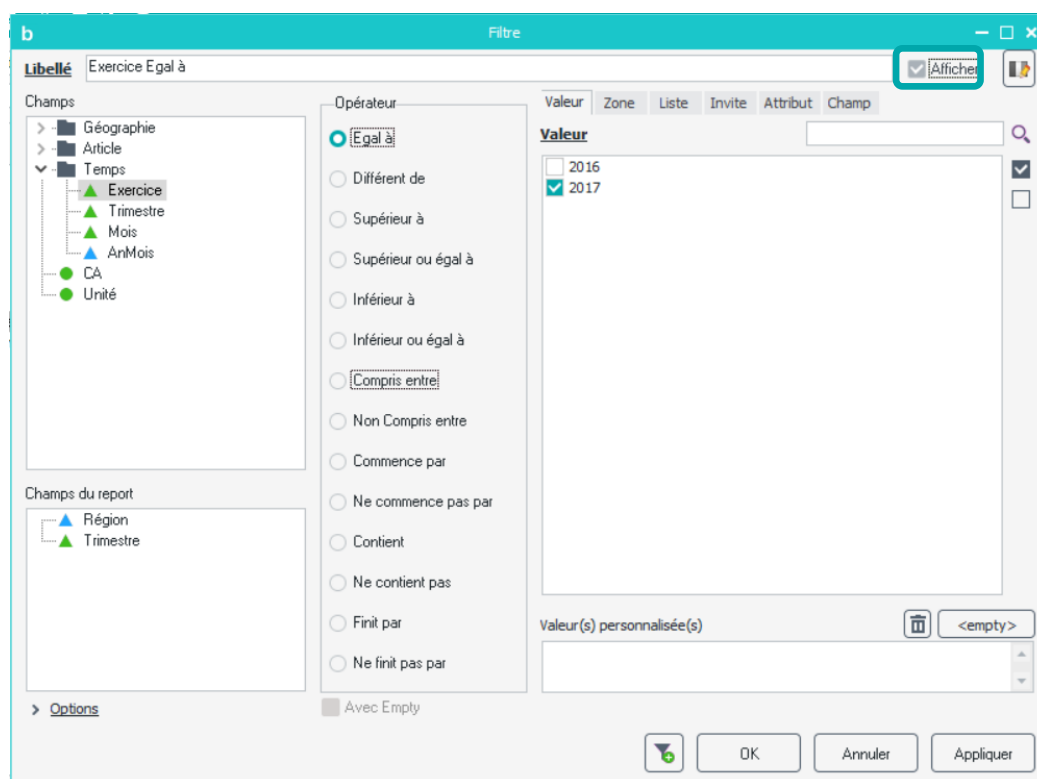 b Filtre
Libellé Exercice Egal à Afficher
Champs
Géographie
Article
Temps
Exercice
Trimestre
Mois
AnMois
CA
Unité
Champs du report
Région
Trimestre
Options
Opérateur
Egal à
Différent de
Supérieur à
Supérieur ou égal à
Inférieur à
Inférieur ou égal à
Compris entre
Non Compris entre
Commence par
Ne commence pas par
Contient
Ne contient pas
Finit par
Ne finit pas par
Avec Empty
Valeur Zone Liste Invite Attribut Champ
Valeur
2016
2017
Valeur(s) personnalisée(s) <empty>
OK Annuler Appliquer